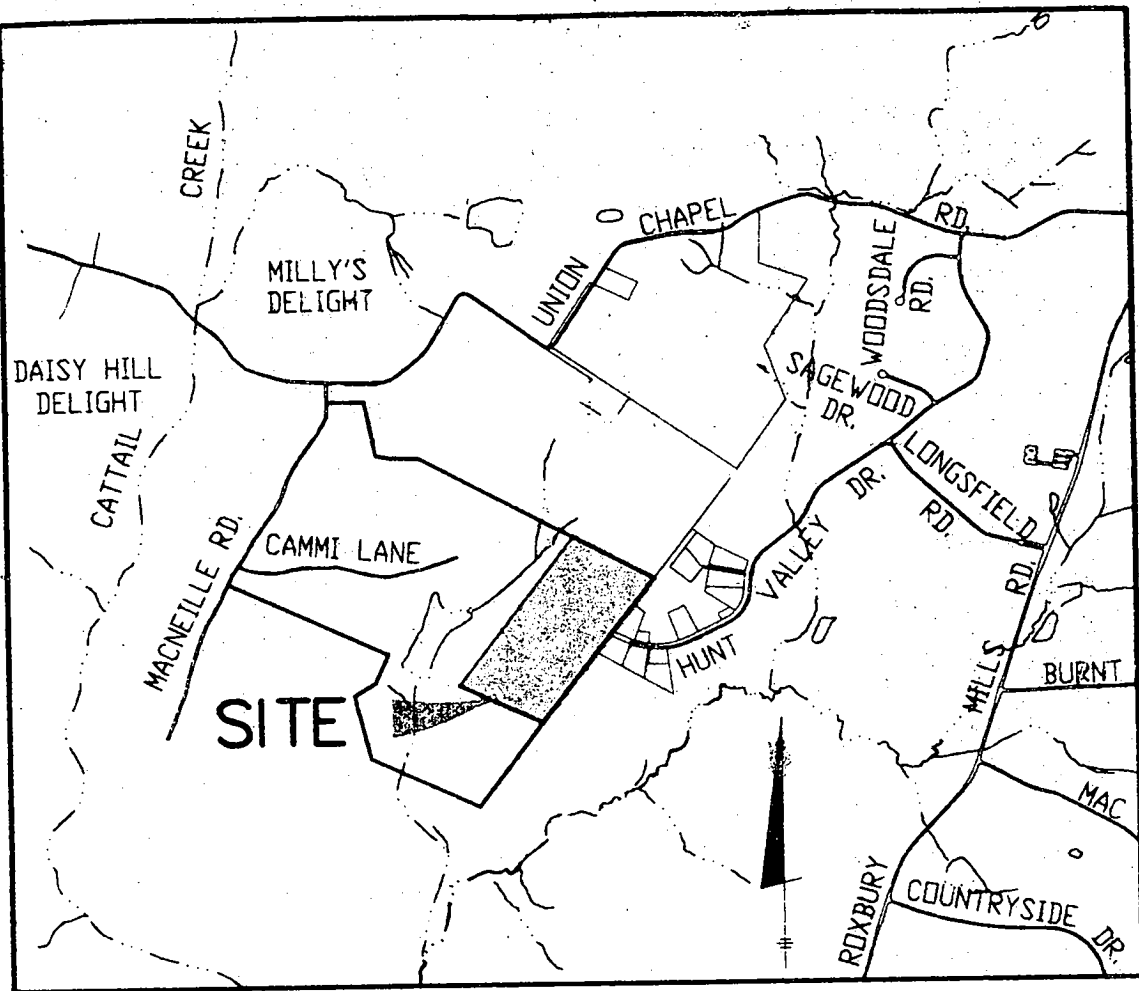 CREEK
CHAPEL
RD.
UNION
MILLY'S
DELIGHT
WOODSDALE
RD.
DAISY HILL
DELIGHT
SAGEWOOD
DR.
CATTAIL
LONGSFIELD
RD.
VALLEY
DR.
HUNT
MACNEILLE RD.
CAMMI LANE
SITE
RD.
MILLS
BURNT
MAC
ROXBURY
COUNTRYSIDE
DR.